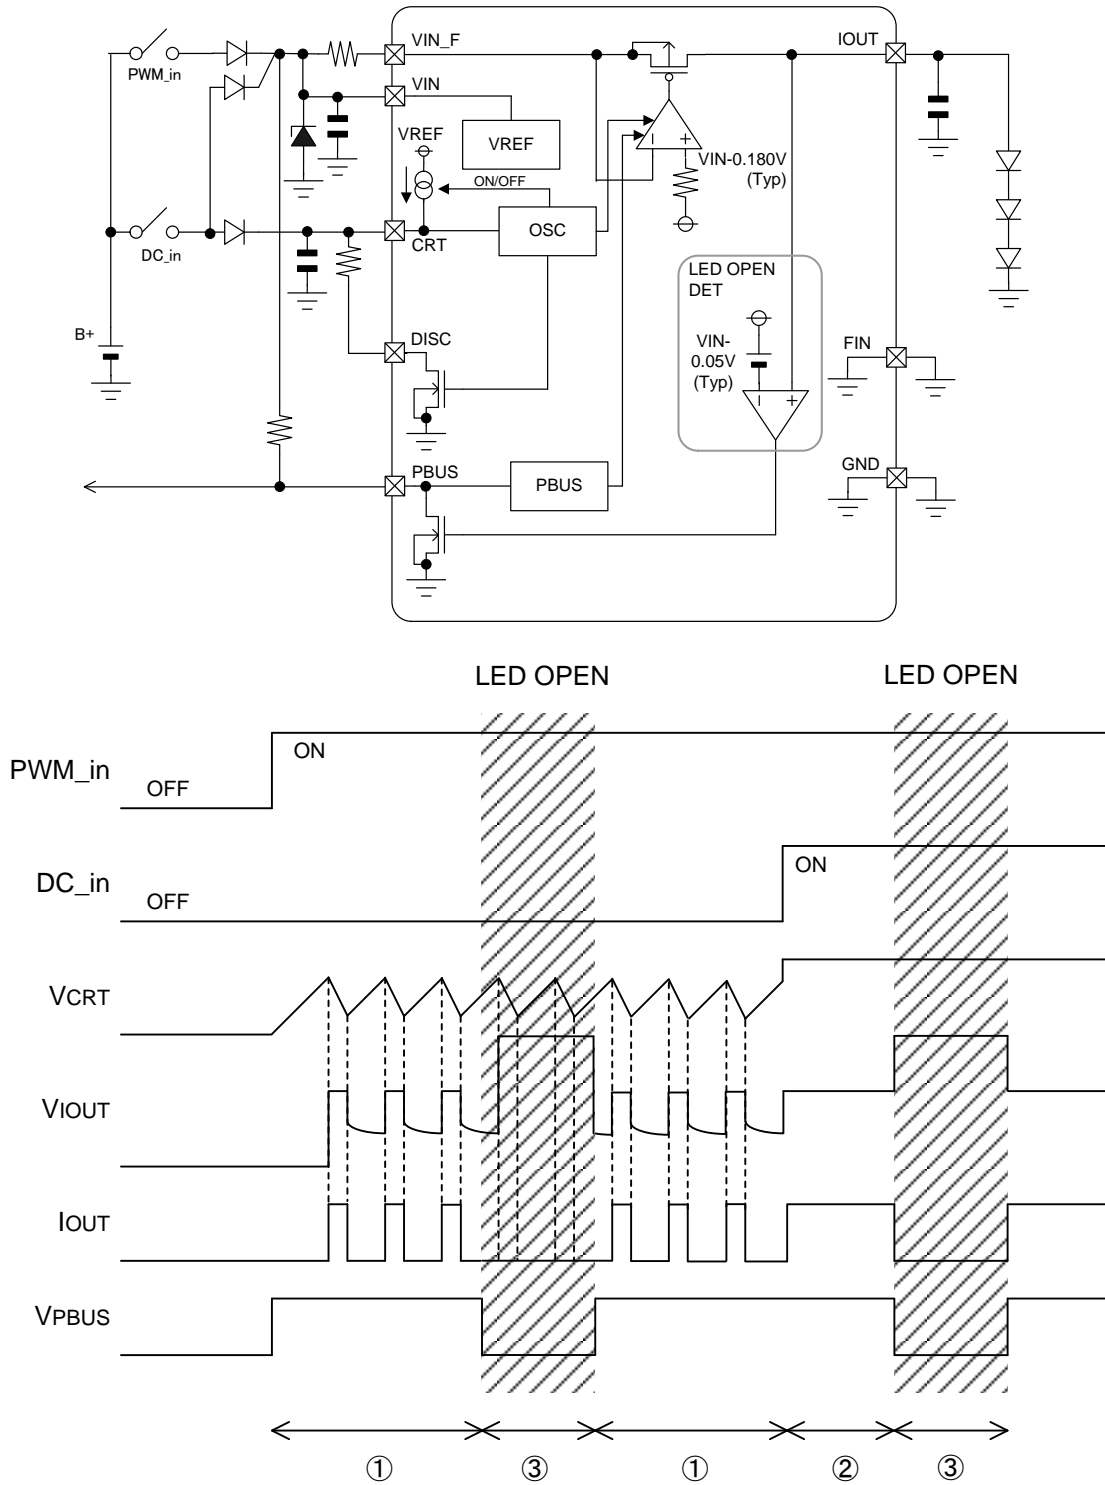 VIN_F
IOUT
PWM_in
VIN
VREF
VREF
VIN-0.180V
(Typ)
ON/OFF
CRT
OSC
DC_in
LED OPEN
DET
B+
DISC
VIN-
0.05V
(Typ)
FIN
PBUS
PBUS
GND
LED OPEN
LED OPEN
PWM_in
OFF
ON
DC_in
OFF
ON
VCRT
VIOUT
IOUT
VPBUS
① ③ ① ② ③